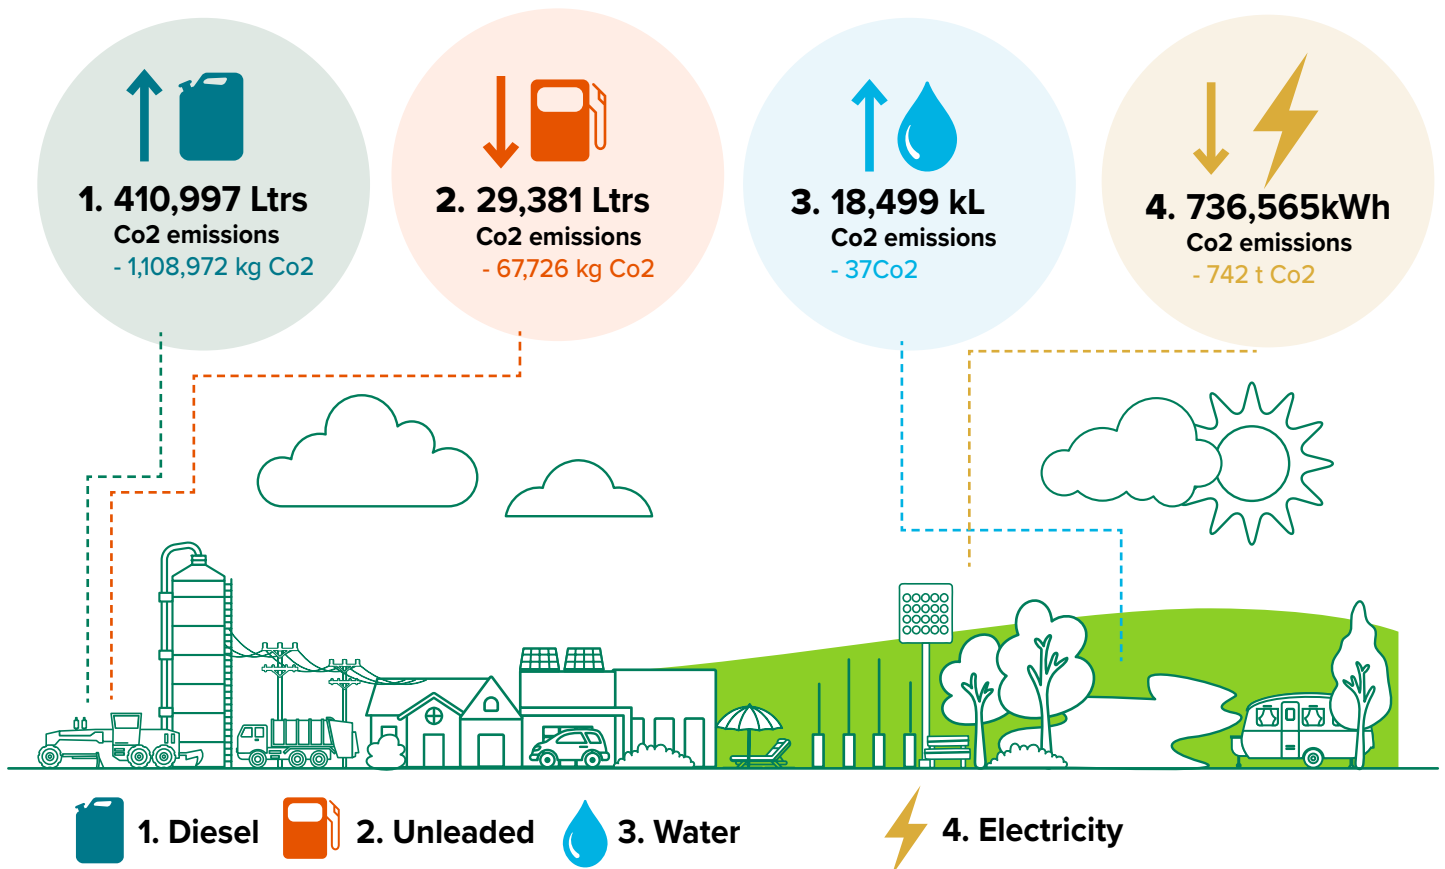 1. 410,997 Ltrs
Co2 emissions
- 1,108,972 kg Co2
2. 29,381 Ltrs
Co2 emissions
- 67,726 kg Co2
3. 18,499 kL
Co2 emissions
- 37Co2
4. 736,565kWh
Co2 emissions
- 742 t Co2
1. Diesel
2. Unleaded
3. Water
4. Electricity